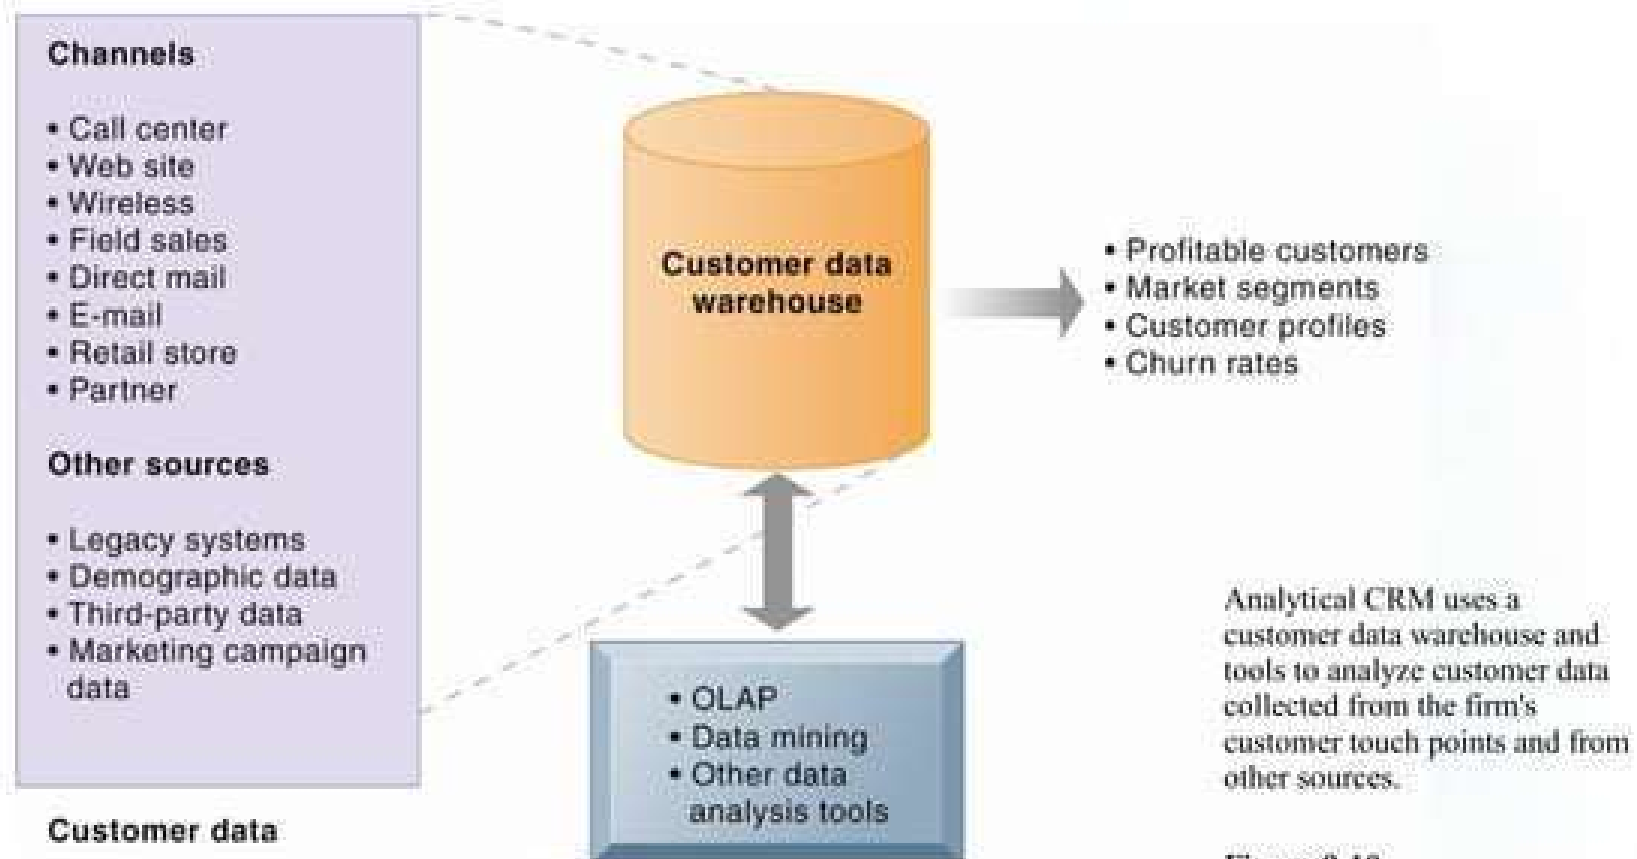 Channels
• Call center
• Web site
• Wireless
• Field sales
• Direct mail
• E-mail
• Retail store
• Partner
Other sources
• Legacy systems
• Demographic data
• Third-party data
• Marketing campaign
data
Customer data
Customer data
warehouse
• OLAP
• Data mining
• Other data
analysis tools
• Profitable customers
• Market segments
• Customer profiles
• Churn rates
Analytical CRM uses a
customer data warehouse and
tools to analyze customer data
collected from the firm's
customer touch points and from
other sources.